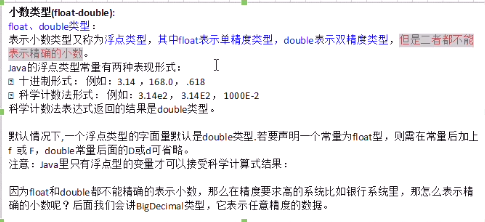 小数类型(float-double):
float、double类型：
表示小数类型又称为浮点类型，其中float表示单精度类型，double表示双精度类型，但是二者都不能
表示精确的小数。
Java的浮点类型常量有两种表现形式：
十进制形式： 例如：3.14 ，168.0，.618
科学计数法形式： 例如：3.14e2，3.14E2，1000E-2
科学计数法表达式返回的结果是double类型。
默认情况下,一个浮点类型的字面量默认是double类型,若要声明一个常量为float型，则需在常量后加上
f 或 F，double常量后面的D或d可省略。
注意：Java里只有浮点型的变量才可以接受科学计算式结果：
因为float和double都不能精确的表示小数，那么在精度要求高的系统比如银行系统里，那怎么表示精
确的小数呢？后面我们会讲BigDecimal类型，它表示任意精度的数据。